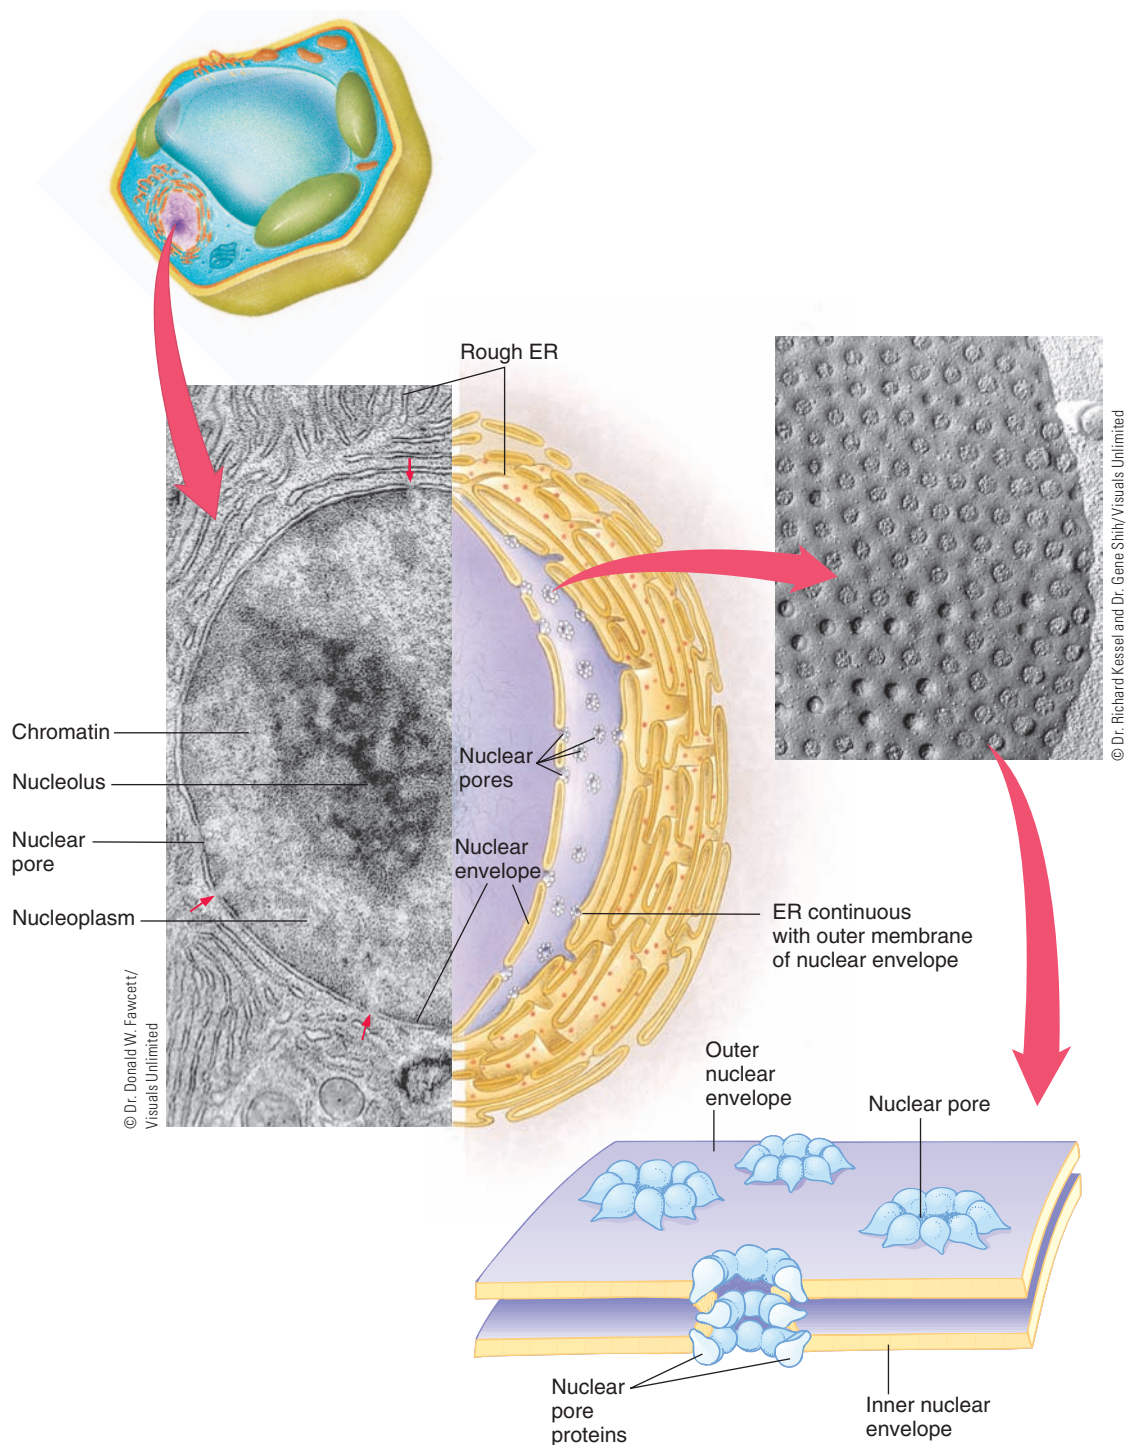 Rough ER
© Dr. Richard Kessel and Dr. Gene Shih/Visuals Unlimited
Chromatin
Nucleolus
Nuclear
pore
Nucleoplasm
Nuclear
pores
Nuclear
envelope
ER continuous
with outer membrane
of nuclear envelope
© Dr. Donald W. Fawcett/
Visuals Unlimited
Outer
nuclear
envelope
Nuclear pore
Nuclear
pore
proteins
Inner nuclear
envelope